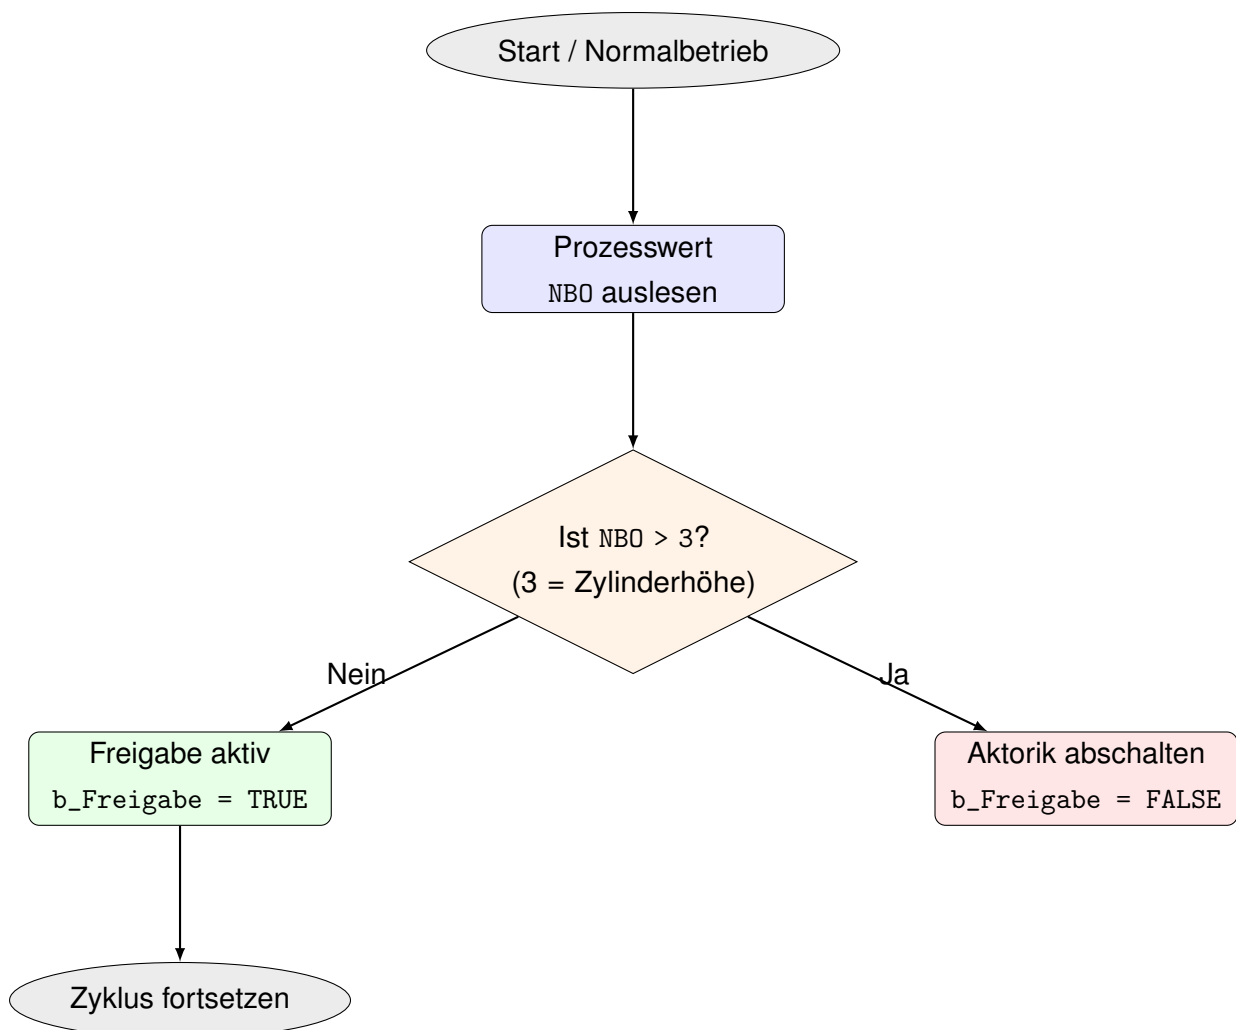 Start / Normalbetrieb
Prozesswert
NBO auslesen
Ist NBO > 3?
(3 = Zylinderhöhe)
Nein
Ja
Freigabe aktiv
b_Freigabe = TRUE
Aktorik abschalten
b_Freigabe = FALSE
Zyklus fortsetzen